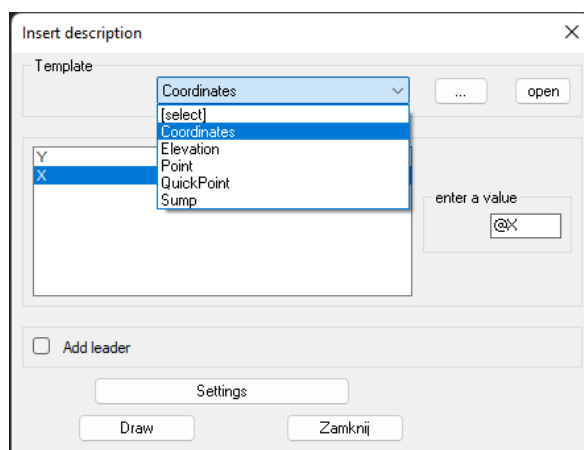 Insert description
Template
Coordinates
...
open
[select]
Coordinates
Elevation
Point
QuickPoint
Sump
Y
X
enter a value
@X
Add leader
Settings
Draw
Zamknij